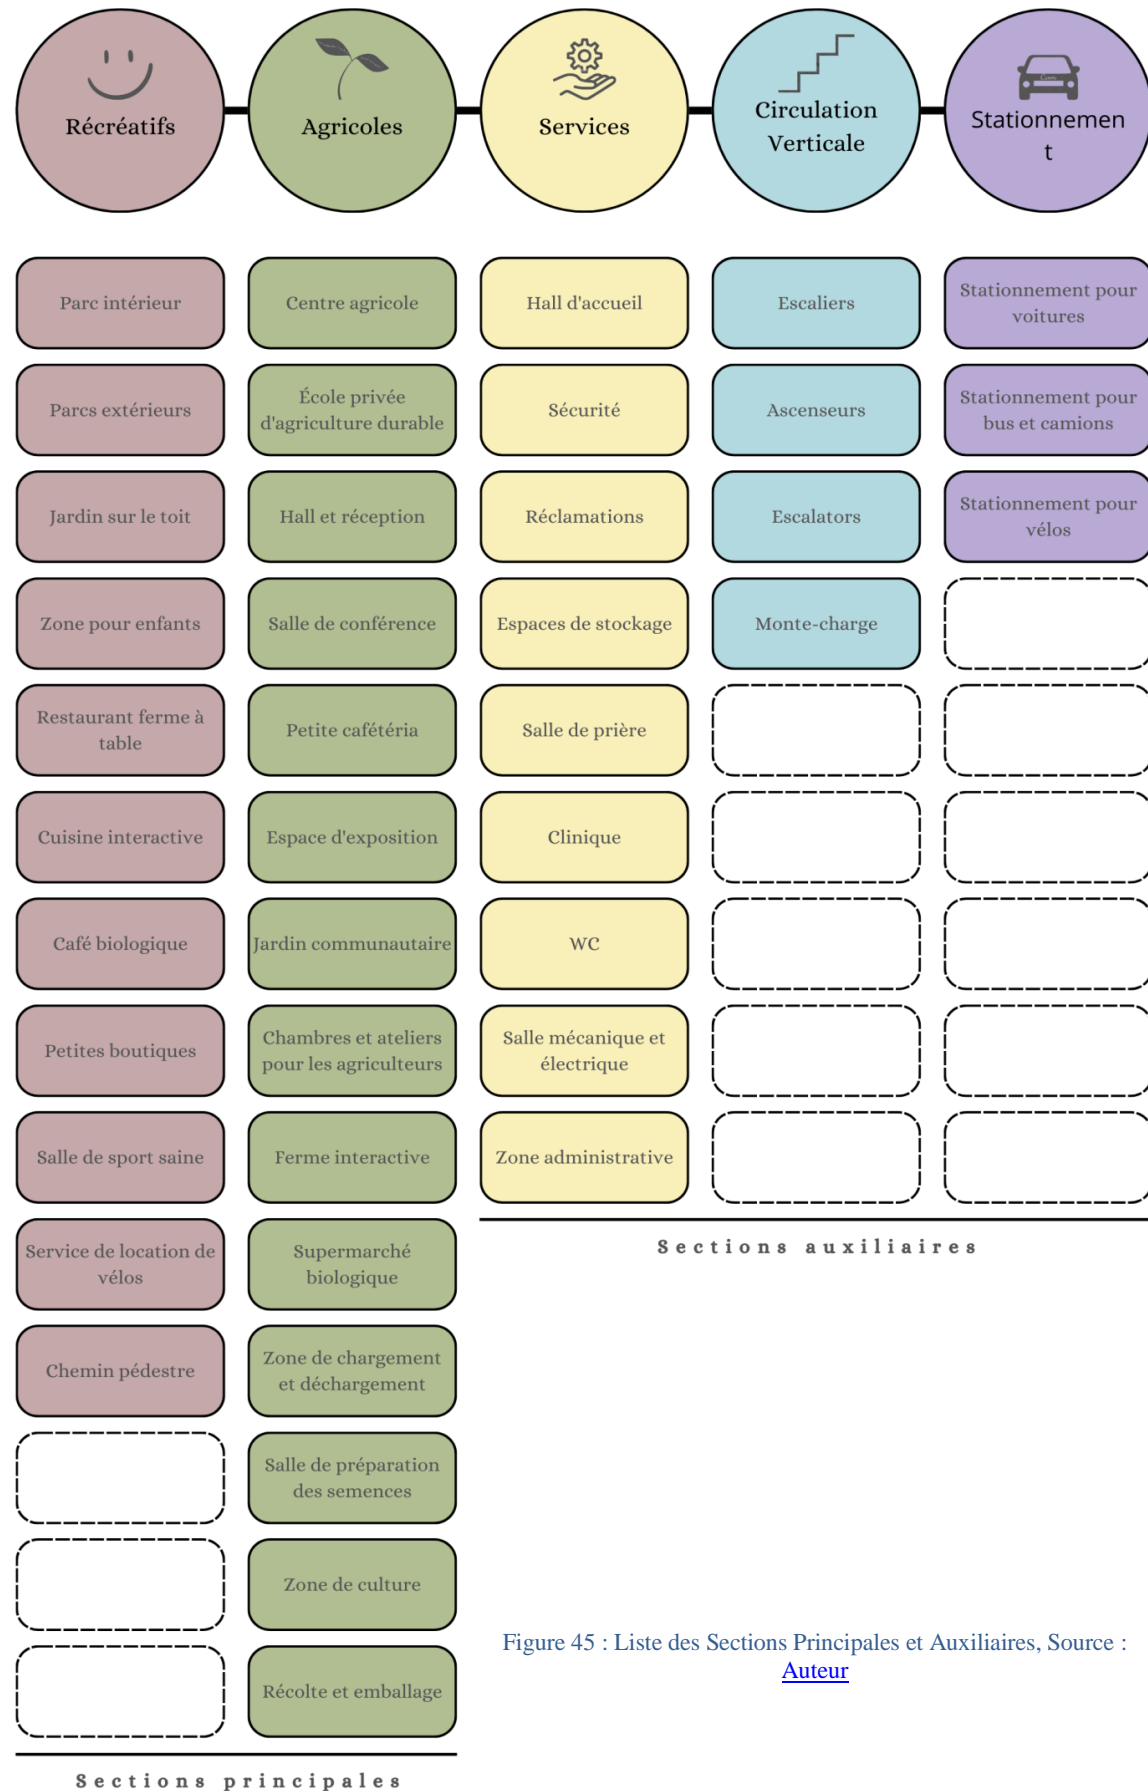 Récréatifs
Agricoles
Services
Circulation
Verticale
Stationnemen
t
Parc intérieur
Centre agricole
Hall d'accueil
Escaliers
Stationnement pour
voitures
Parcs extérieurs
École privée
d'agriculture durable
Sécurité
Ascenseurs
Stationnement pour
bus et camions
Jardin sur le toit
Hall et réception
Réclamations
Escalators
Stationnement pour
vélos
Zone pour enfants
Salle de conférence
Espaces de stockage
Monte-charge
Restaurant ferme à
table
Petite cafétéria
Salle de prière
Cuisine interactive
Espace d'exposition
Clinique
Café biologique
Jardin communautaire
WC
Petites boutiques
Chambres et ateliers
pour les agriculteurs
Salle mécanique et
électrique
Salle de sport saine
Ferme interactive
Zone administrative
Service de location de
vélos
Supermarché
biologique
Sections auxiliaires
Chemin pédestre
Zone de chargement
et déchargement
Salle de préparation
des semences
Zone de culture
Récolte et emballage
Figure 45 : Liste des Sections Principales et Auxiliaires, Source :
Auteur
Sections principales